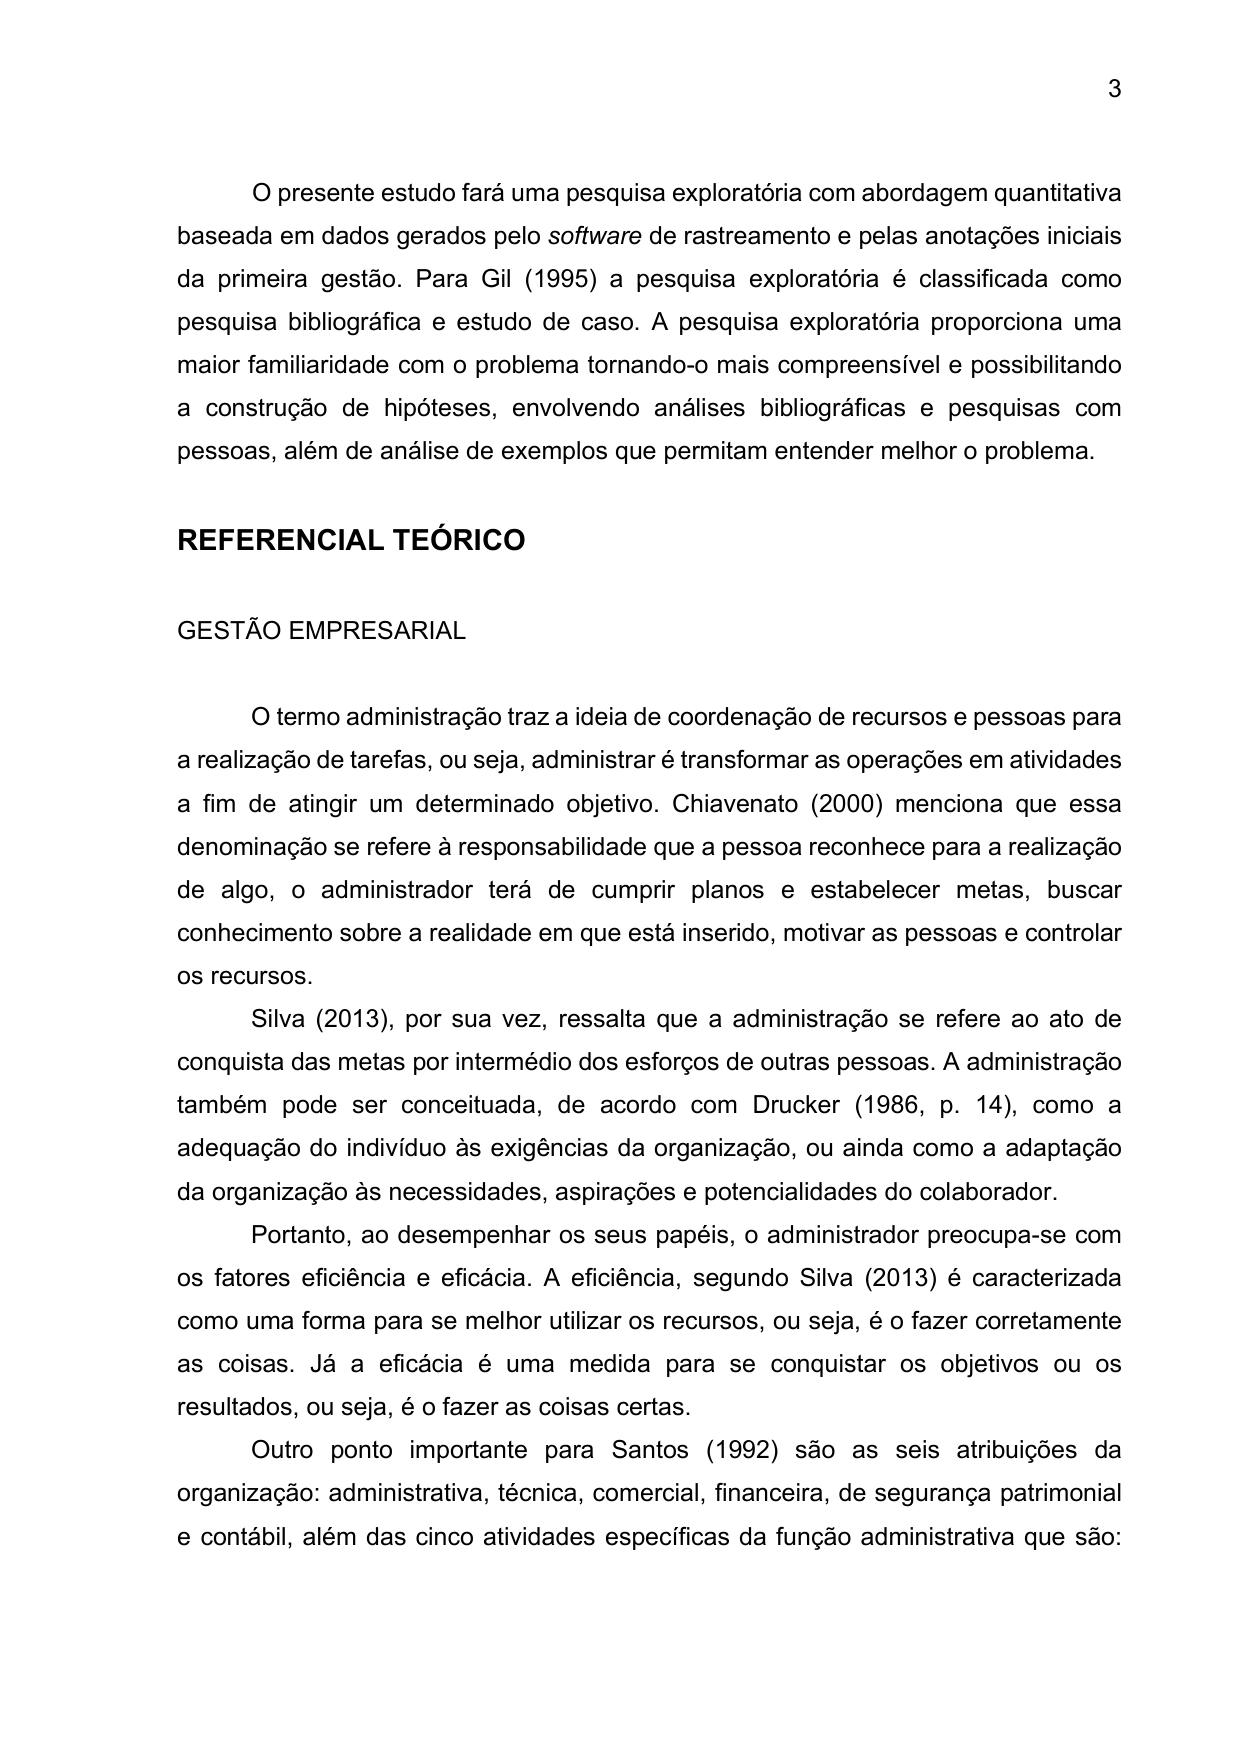 3
O presente estudo fará uma pesquisa exploratória com abordagem quantitativa
baseada em dados gerados pelo software de rastreamento e pelas anotações iniciais
da primeira gestão. Para Gil (1995) a pesquisa exploratória é classificada como
pesquisa bibliográfica e estudo de caso. A pesquisa exploratória proporciona uma
maior familiaridade com o problema tornando-o mais compreensível e possibilitando
a construção de hipóteses, envolvendo análises bibliográficas e pesquisas com
pessoas, além de análise de exemplos que permitam entender melhor o problema.
REFERENCIAL TEÓRICO
GESTÃO EMPRESARIAL
O termo administração traz a ideia de coordenação de recursos e pessoas para
a realização de tarefas, ou seja, administrar é transformar as operações em atividades
a fim de atingir um determinado objetivo. Chiavenato (2000) menciona que essa
denominação se refere à responsabilidade que a pessoa reconhece para a realização
de algo, o administrador terá de cumprir planos e estabelecer metas, buscar
conhecimento sobre a realidade em que está inserido, motivar as pessoas e controlar
os recursos.
Silva (2013), por sua vez, ressalta que a administração se refere ao ato de
conquista das metas por intermédio dos esforços de outras pessoas. A administração
também pode ser conceituada, de acordo com Drucker (1986, p. 14), como a
adequação do indivíduo às exigências da organização, ou ainda como a adaptação
da organização às necessidades, aspirações e potencialidades do colaborador.
Portanto, ao desempenhar os seus papéis, o administrador preocupa-se com
os fatores eficiência e eficácia. A eficiência, segundo Silva (2013) é caracterizada
como uma forma para se melhor utilizar os recursos, ou seja, é o fazer corretamente
as coisas. Já a eficácia é uma medida para se conquistar os objetivos ou os
resultados, ou seja, é o fazer as coisas certas.
Outro ponto importante para Santos (1992) são as seis atribuições da
organização: administrativa, técnica, comercial, financeira, de segurança patrimonial
e contábil, além das cinco atividades específicas da função administrativa que são: